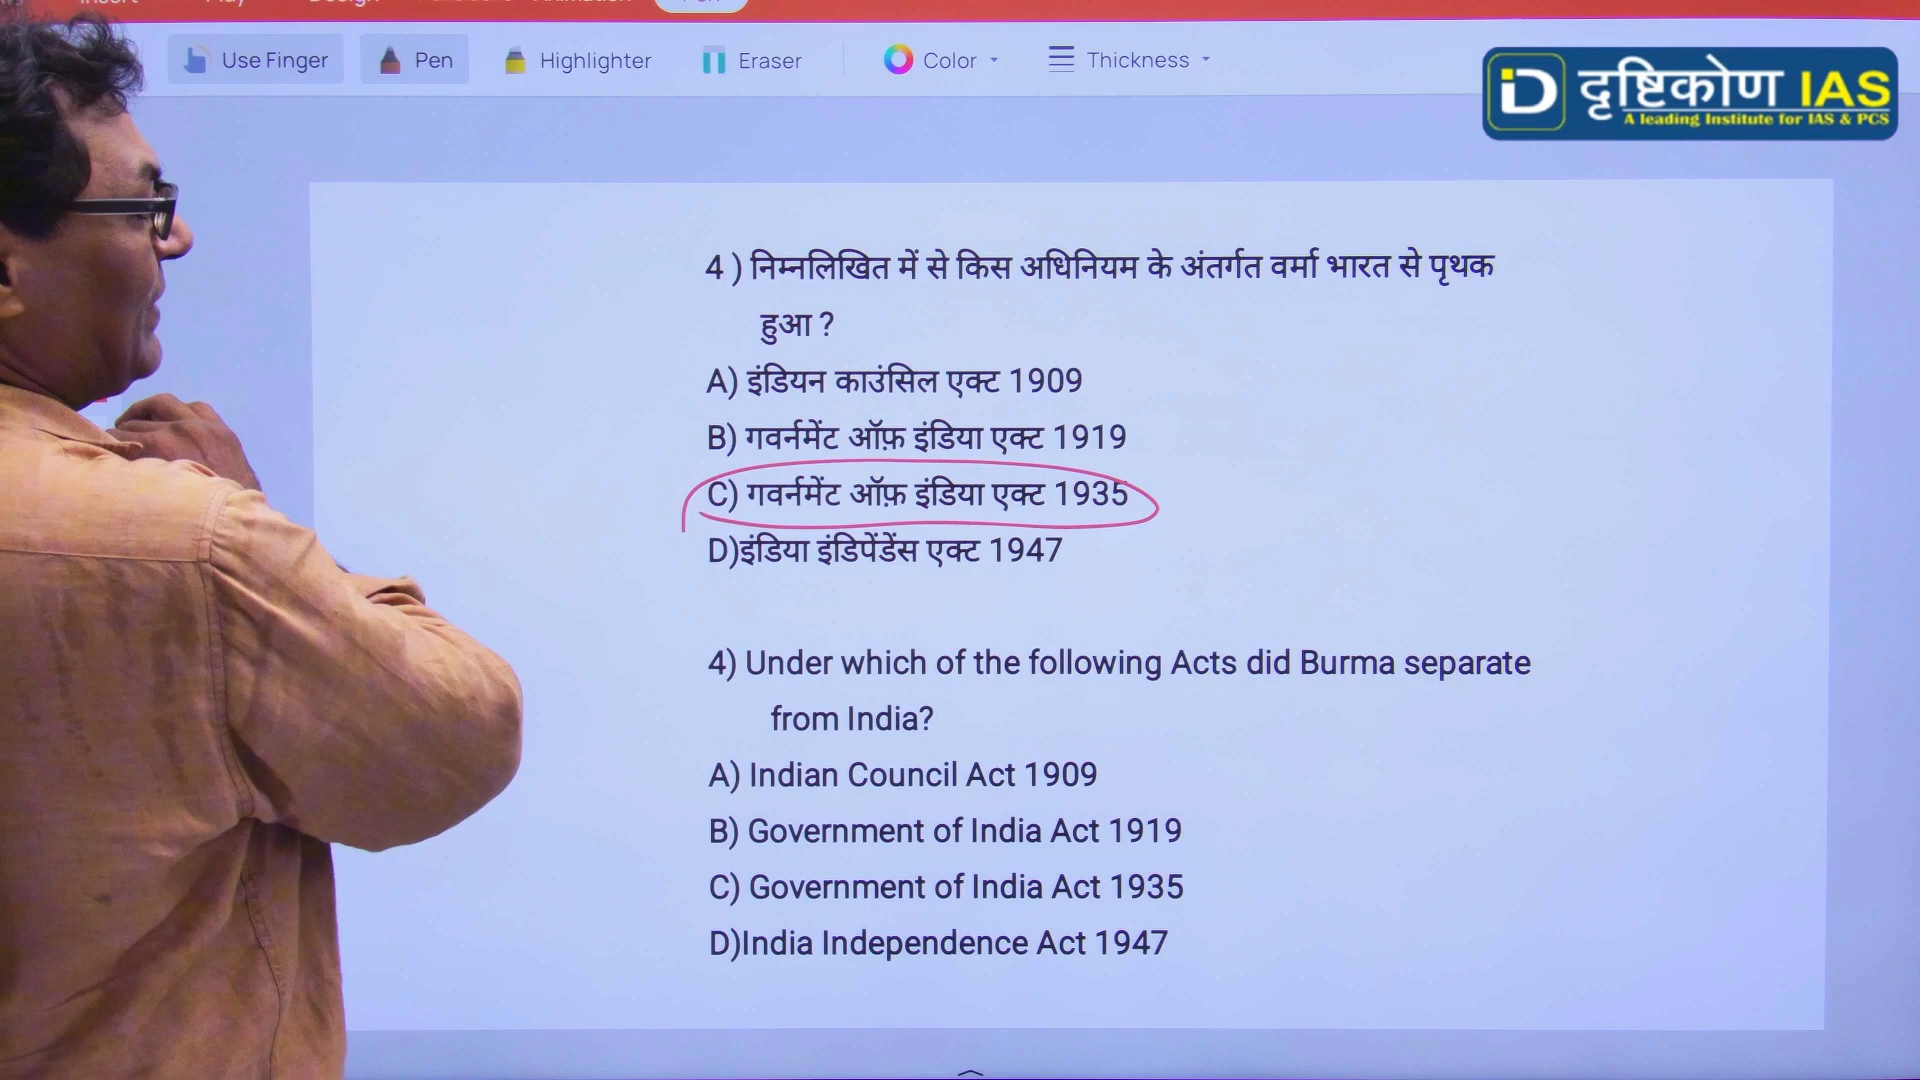 Use Finger Pen Highlighter Eraser Color Thickness
iD दृष्टिकोण IAS
A leading Institute for IAS & PCS
4 ) निम्नलिखित में से किस अधिनियम के अंतर्गत वर्मा भारत से पृथक
हुआ ?
A) इंडियन काउंसिल एक्ट 1909
B) गवर्नमेंट ऑफ़ इंडिया एक्ट 1919
C) गवर्नमेंट ऑफ़ इंडिया एक्ट 1935
D)इंडिया इंडिपेंडेंस एक्ट 1947
4) Under which of the following Acts did Burma separate
from India?
A) Indian Council Act 1909
B) Government of India Act 1919
C) Government of India Act 1935
D)India Independence Act 1947